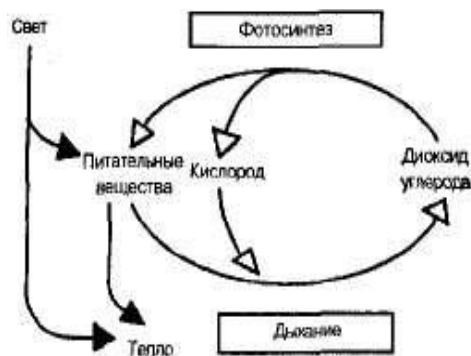 Свет
Фотосинтез
Питательные
вещества
Кислород
Диоксид
углерода
Тепло
Дыхание